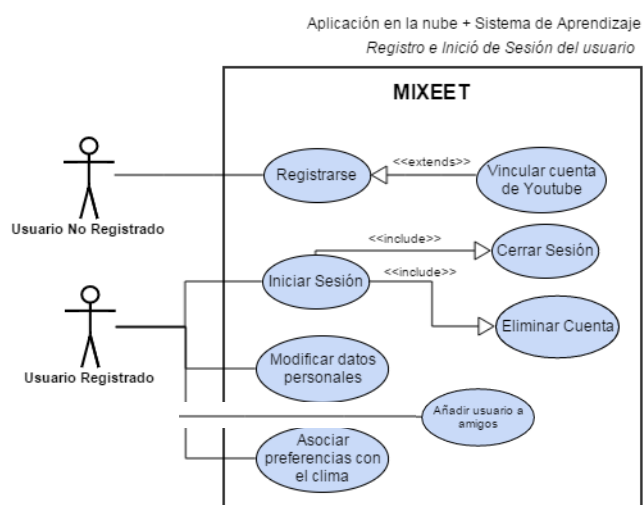 Aplicación en la nube + Sistema de Aprendizaje
Registro e Inició de Sesión del usuario
MIXEET
<<extends>>
Registrarse
Vincular cuenta
de Youtube
Usuario No Registrado
<<include>>
Cerrar Sesión
Iniciar Sesión
<<include>>
Eliminar Cuenta
Usuario Registrado
Modificar datos
personales
Añadir usuario a
amigos
Asociar
preferencias con
el clima